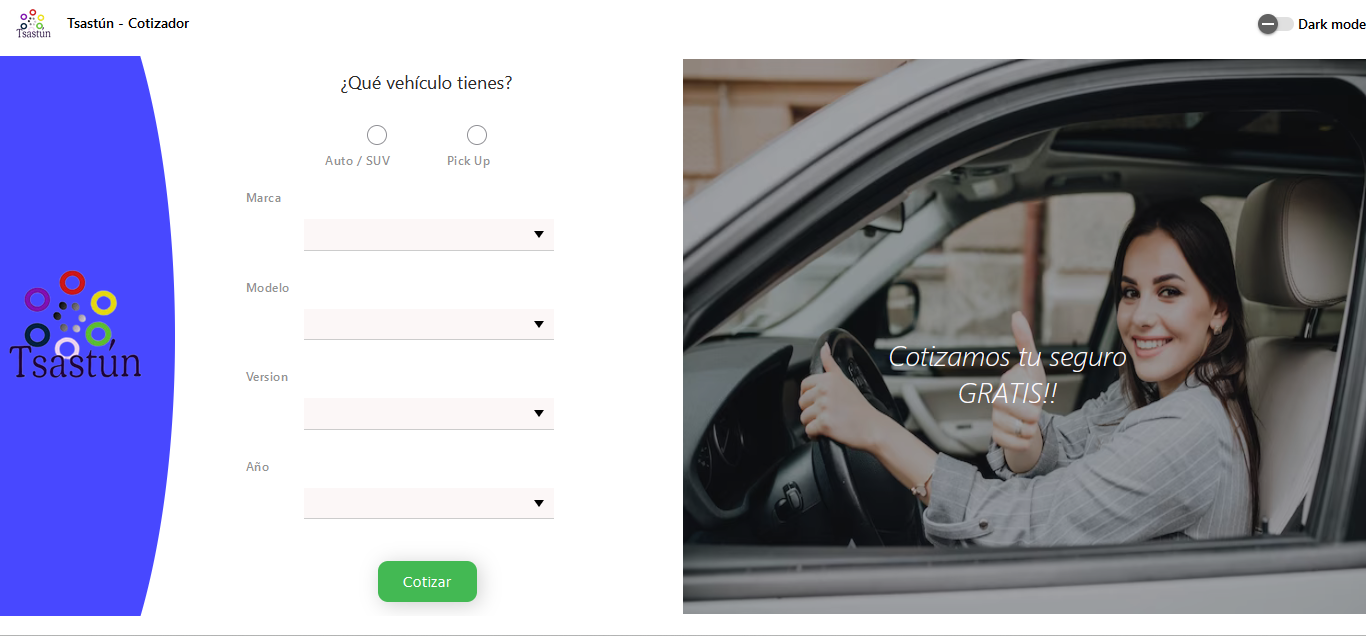 Tsastún
Tsastún - Cotizador
Dark mode
¿Qué vehículo tienes?
Auto / SUV
Pick Up
Marca
Modelo
Version
Año
Cotizar
Tsastún
Cotizamos tu seguro
GRATIS!!